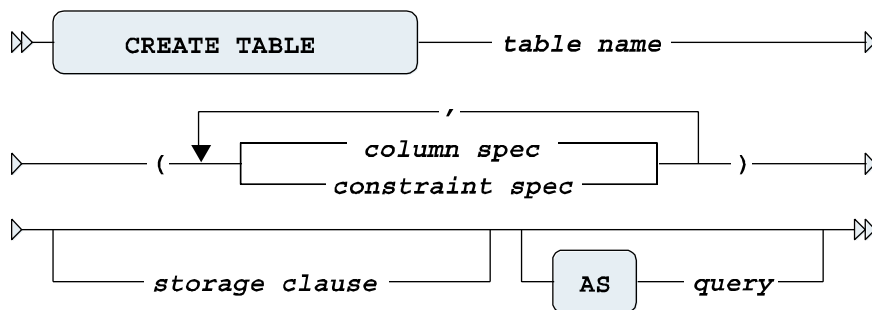 CREATE TABLE table name
,
( column spec )
constraint spec
storage clause AS query